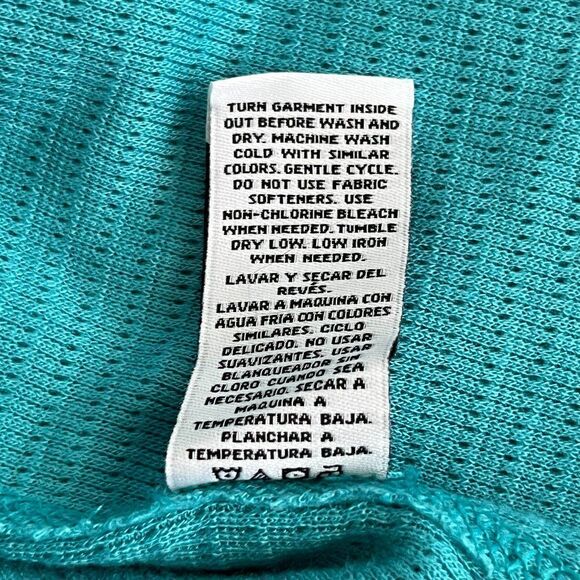 TURN GARMENT INSIDE
OUT BEFORE WASH AND
DRY. MACHINE WASH
COLD WITH SIMILAR
COLORS. GENTLE CYCLE.
DO NOT USE FABRIC
SOFTENERS. USE
NON-CHLORINE BLEACH
WHEN NEEDED. TUMBLE
DRY LOW. LOW IRON
WHEN NEEDED.
LAVAR Y SECAR DEL
REVÉS.
LAVAR A MAQUINA CON
AGUA FRIA CON COLORES
SIMILARES. CICLO
DELICADO. NO USAR
SUAVIZANTES. USAR
BLANQUEADOR SIN
CLORO CUANDO SEA
NECESARIO. SECAR A
MAQUINA A
TEMPERATURA BAJA.
PLANCHAR A
TEMPERATURA BAJA.